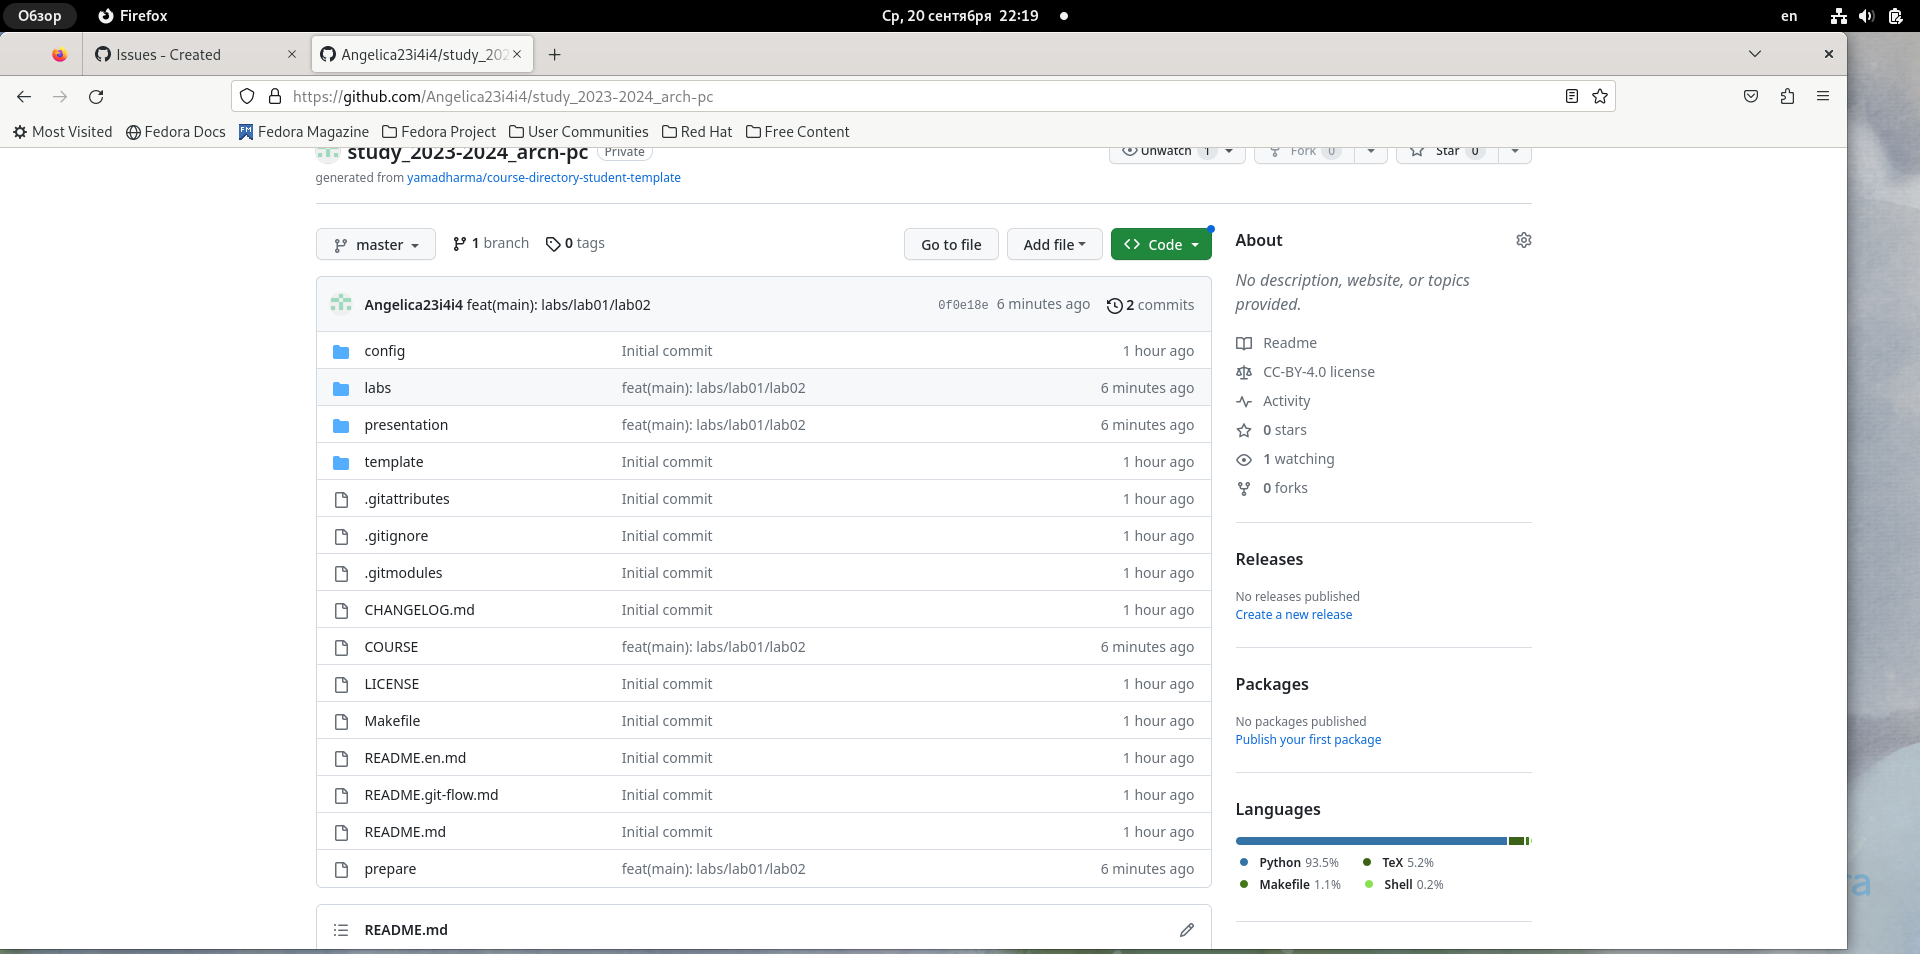 Обзор Firefox Ср, 20 сентября 22:19 en
Issues - Created Angelica23i4i4/study_202
https://github.com/Angelica23i4i4/study_2023-2024_arch-pc
Most Visited Fedora Docs Fedora Magazine Fedora Project User Communities Red Hat Free Content
study_2023-2024_arch-pc Private Unwatch 1 Fork 0 Star 0
generated from yamadharma/course-directory-student-template
master 1 branch 0 tags Go to file Add file Code
Angelica23i4i4 feat(main): labs/lab01/lab02 0f0e18e 6 minutes ago 2 commits
config Initial commit 1 hour ago
labs feat(main): labs/lab01/lab02 6 minutes ago
presentation feat(main): labs/lab01/lab02 6 minutes ago
template Initial commit 1 hour ago
.gitattributes Initial commit 1 hour ago
.gitignore Initial commit 1 hour ago
.gitmodules Initial commit 1 hour ago
CHANGELOG.md Initial commit 1 hour ago
COURSE feat(main): labs/lab01/lab02 6 minutes ago
LICENSE Initial commit 1 hour ago
Makefile Initial commit 1 hour ago
README.en.md Initial commit 1 hour ago
README.git-flow.md Initial commit 1 hour ago
README.md Initial commit 1 hour ago
prepare feat(main): labs/lab01/lab02 6 minutes ago
README.md
About
No description, website, or topics
provided.
Readme
CC-BY-4.0 license
Activity
0 stars
1 watching
0 forks
Releases
No releases published
Create a new release
Packages
No packages published
Publish your first package
Languages
Python 93.5% TeX 5.2%
Makefile 1.1% Shell 0.2%